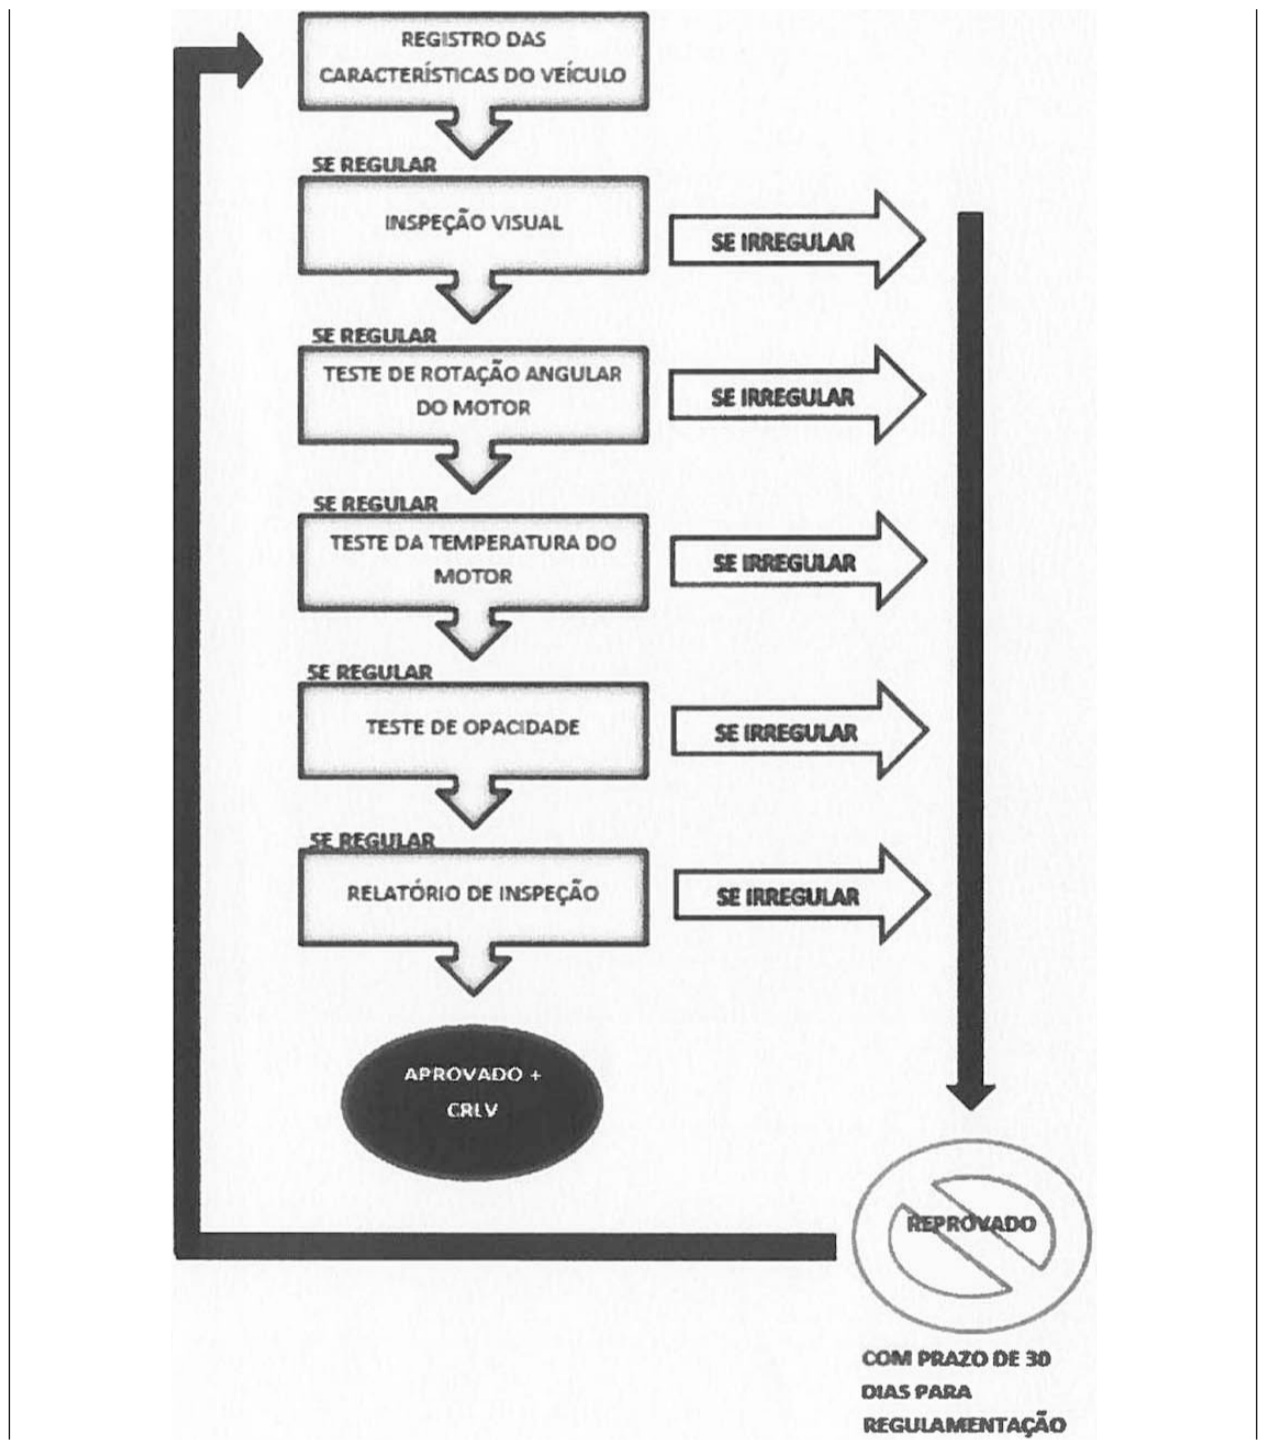 REGISTRO DAS
CARACTERÍSTICAS DO VEÍCULO
SE REGULAR
INSPEÇÃO VISUAL
SE IRREGULAR
SE REGULAR
TESTE DE ROTAÇÃO ANGULAR
DO MOTOR
SE IRREGULAR
SE REGULAR
TESTE DA TEMPERATURA DO
MOTOR
SE IRREGULAR
SE REGULAR
TESTE DE OPACIDADE
SE IRREGULAR
SE REGULAR
RELATÓRIO DE INSPEÇÃO
SE IRREGULAR
APROVADO +
CRLV
REPROVADO
COM PRAZO DE 30
DIAS PARA
REGULAMENTAÇÃO